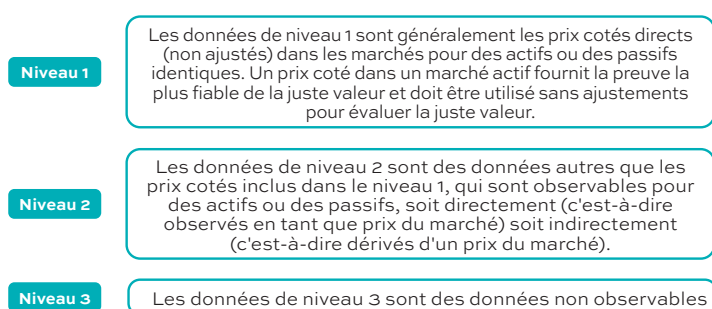 Niveau 1
Les données de niveau 1 sont généralement les prix cotés directs
(non ajustés) dans les marchés pour des actifs ou des passifs
identiques. Un prix coté dans un marché actif fournit la preuve la
plus fiable de la juste valeur et doit être utilisé sans ajustements
pour évaluer la juste valeur.
Niveau 2
Les données de niveau 2 sont des données autres que les
prix cotés inclus dans le niveau 1, qui sont observables pour
des actifs ou des passifs, soit directement (c'est-à-dire
observés en tant que prix du marché) soit indirectement
(c'est-à-dire dérivés d'un prix du marché).
Niveau 3
Les données de niveau 3 sont des données non observables